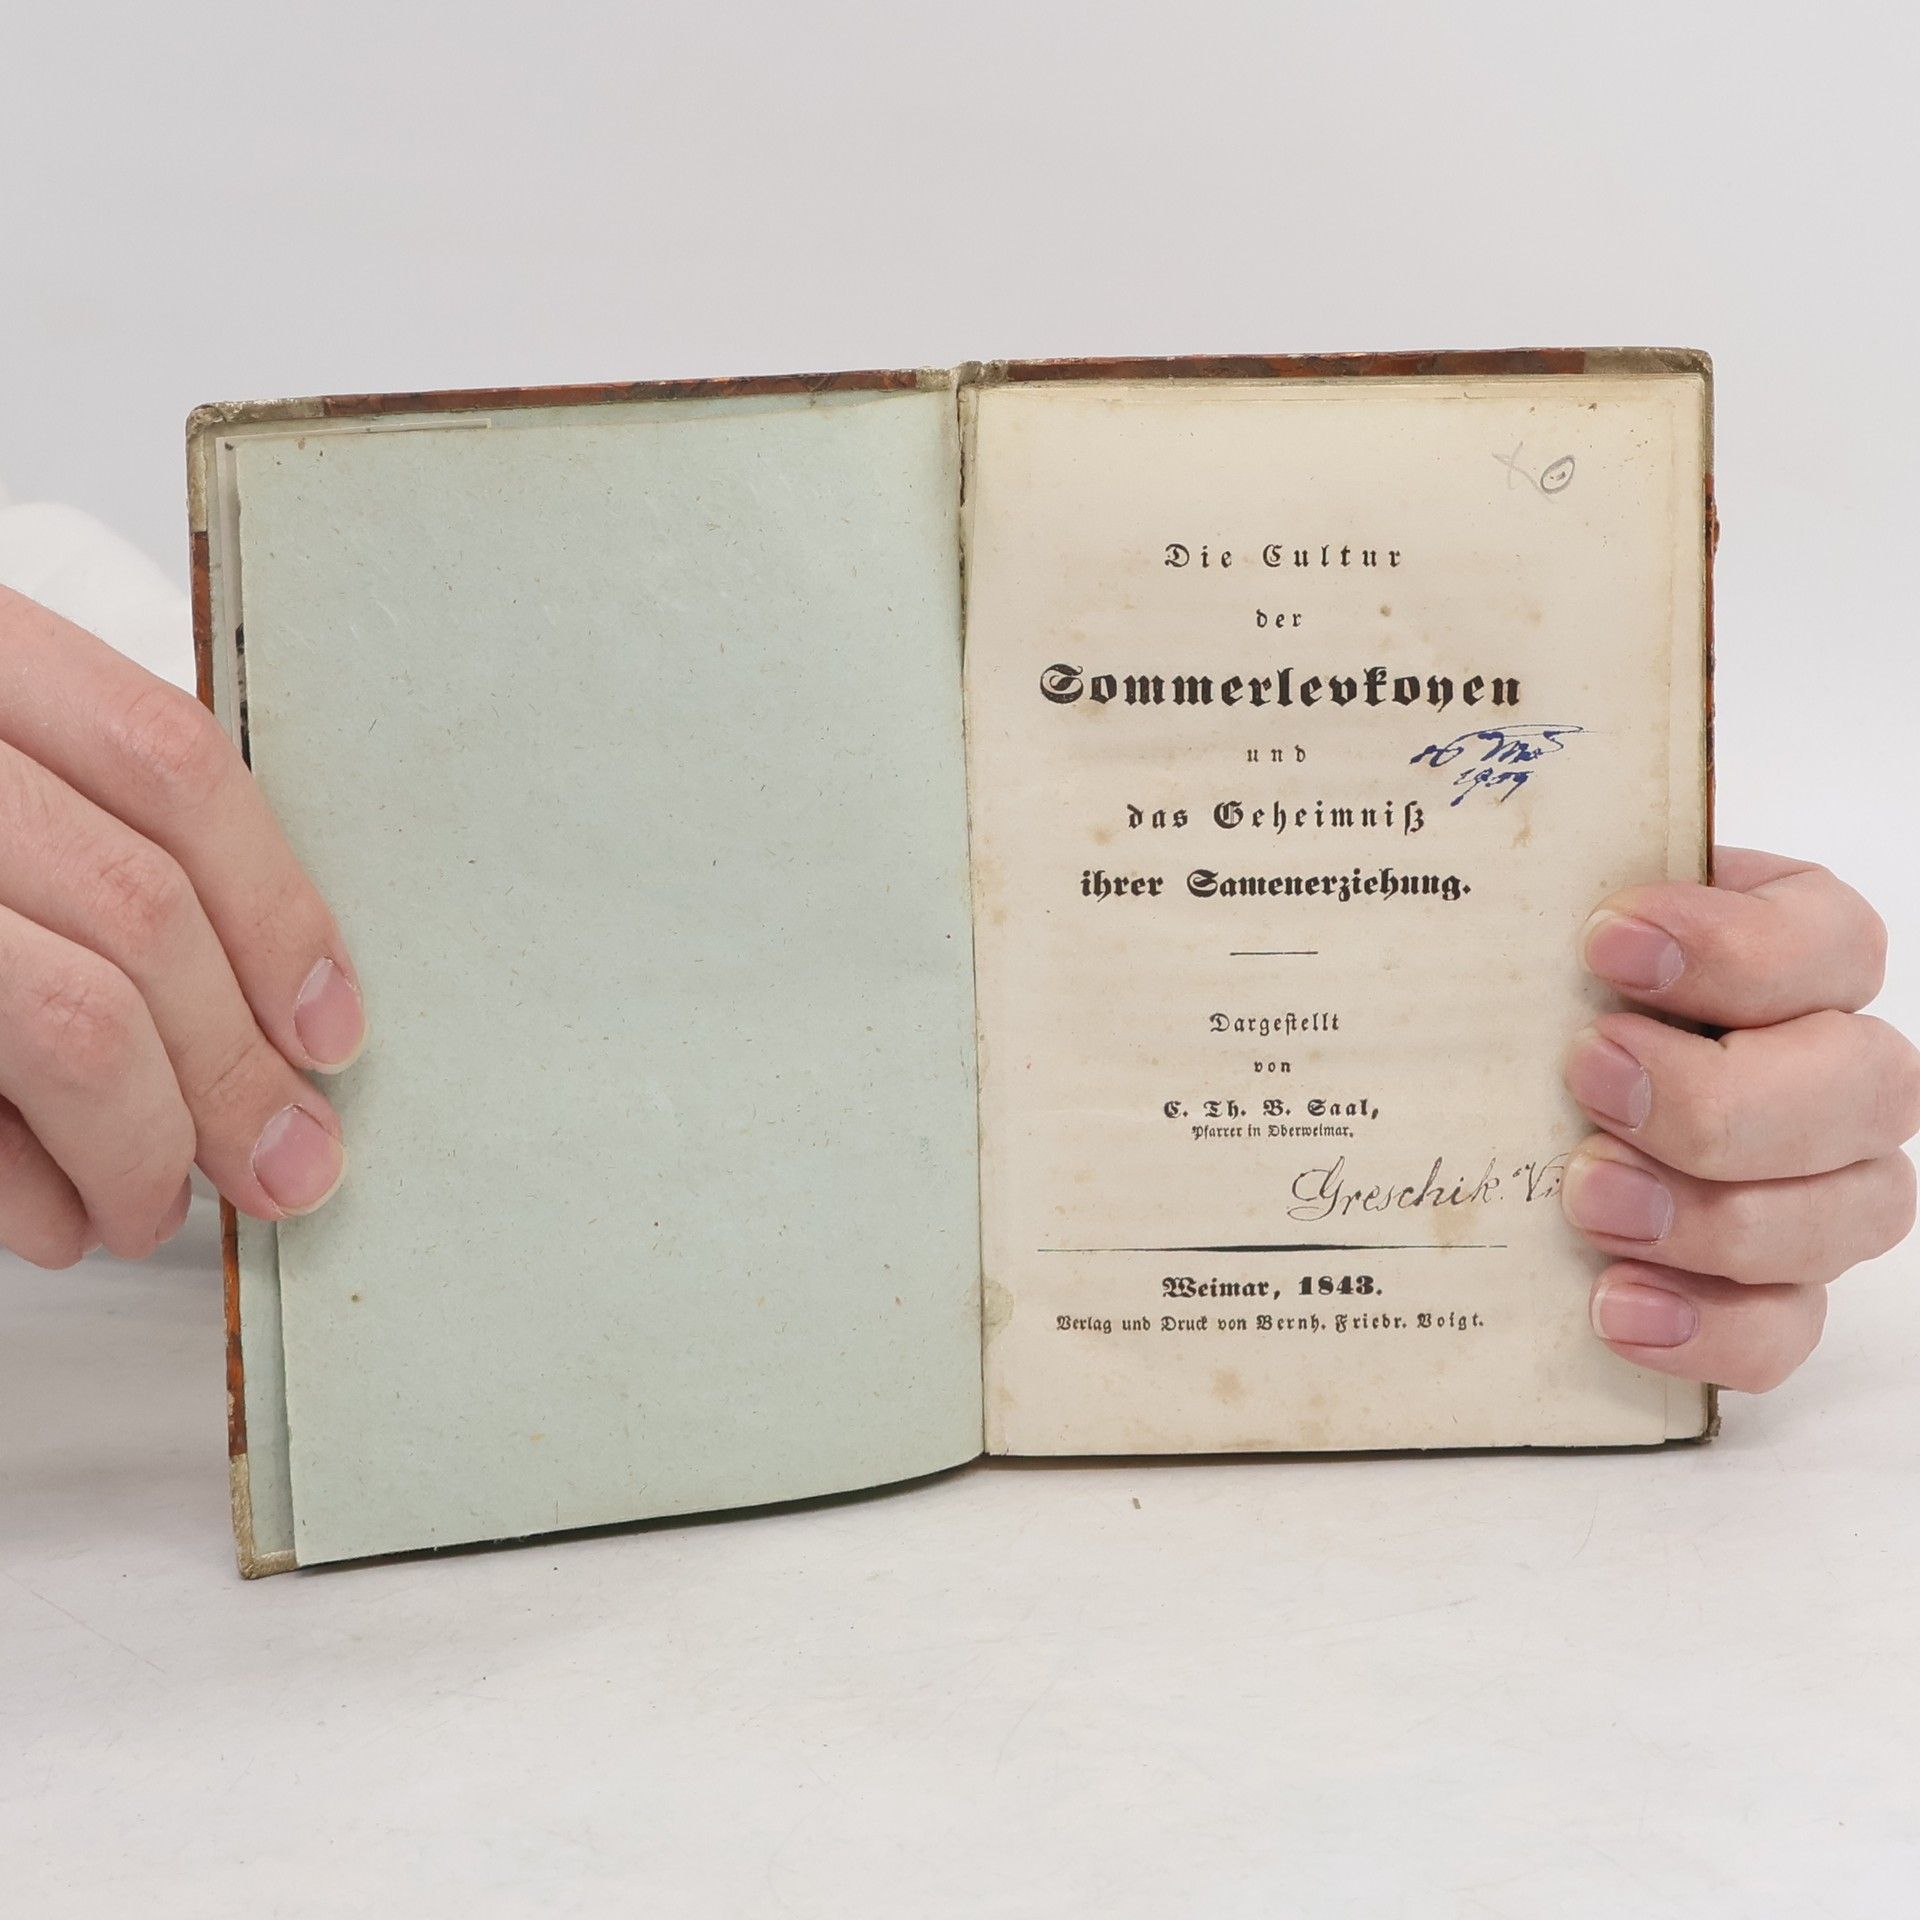 Die Cultur
der
Sommerlevkoyen
und
das Geheimniß
ihrer Samenerziehung.
Dargestellt
von
C. Th. B. Saal,
Pfarrer in Oberweimar.
Greschik.
Weimar, 1843.
Verlag und Druck von Bernh. Friedr. Voigt.